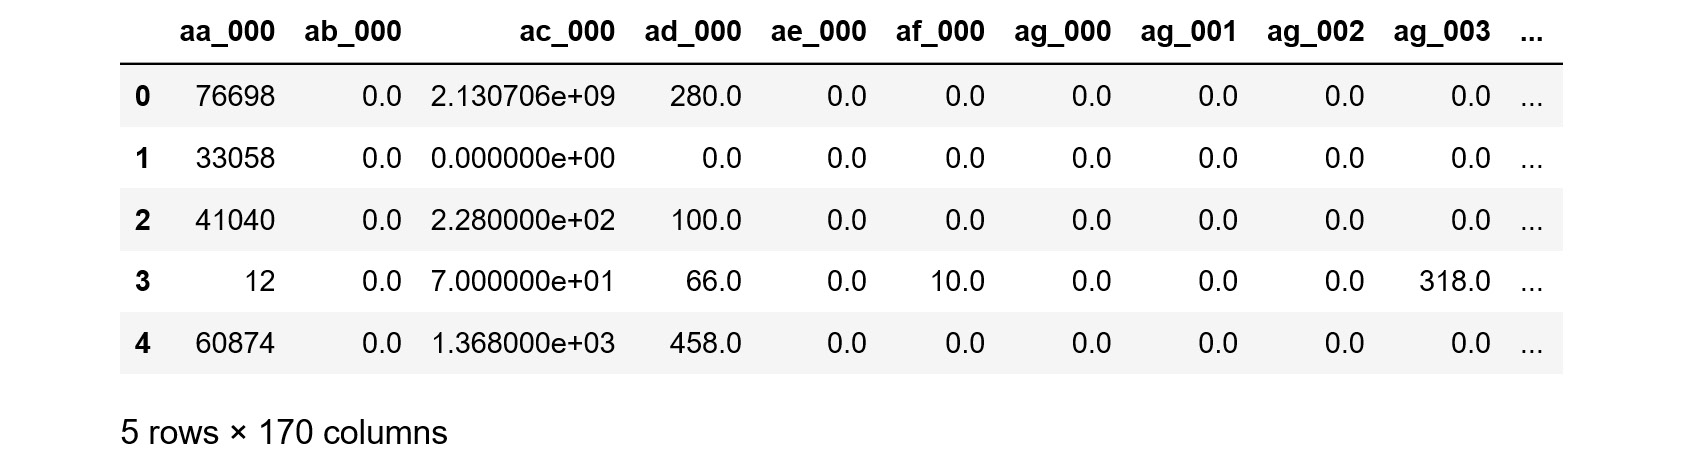 aa_000 ab_000 ac_000 ad_000 ae_000 af_000 ag_000 ag_001 ag_002 ag_003 ...
0 76698 0.0 2.130706e+09 280.0 0.0 0.0 0.0 0.0 0.0 0.0 ...
1 33058 0.0 0.000000e+00 0.0 0.0 0.0 0.0 0.0 0.0 0.0 ...
2 41040 0.0 2.280000e+02 100.0 0.0 0.0 0.0 0.0 0.0 0.0 ...
3 12 0.0 7.000000e+01 66.0 0.0 10.0 0.0 0.0 0.0 318.0 ...
4 60874 0.0 1.368000e+03 458.0 0.0 0.0 0.0 0.0 0.0 0.0 ...
5 rows × 170 columns